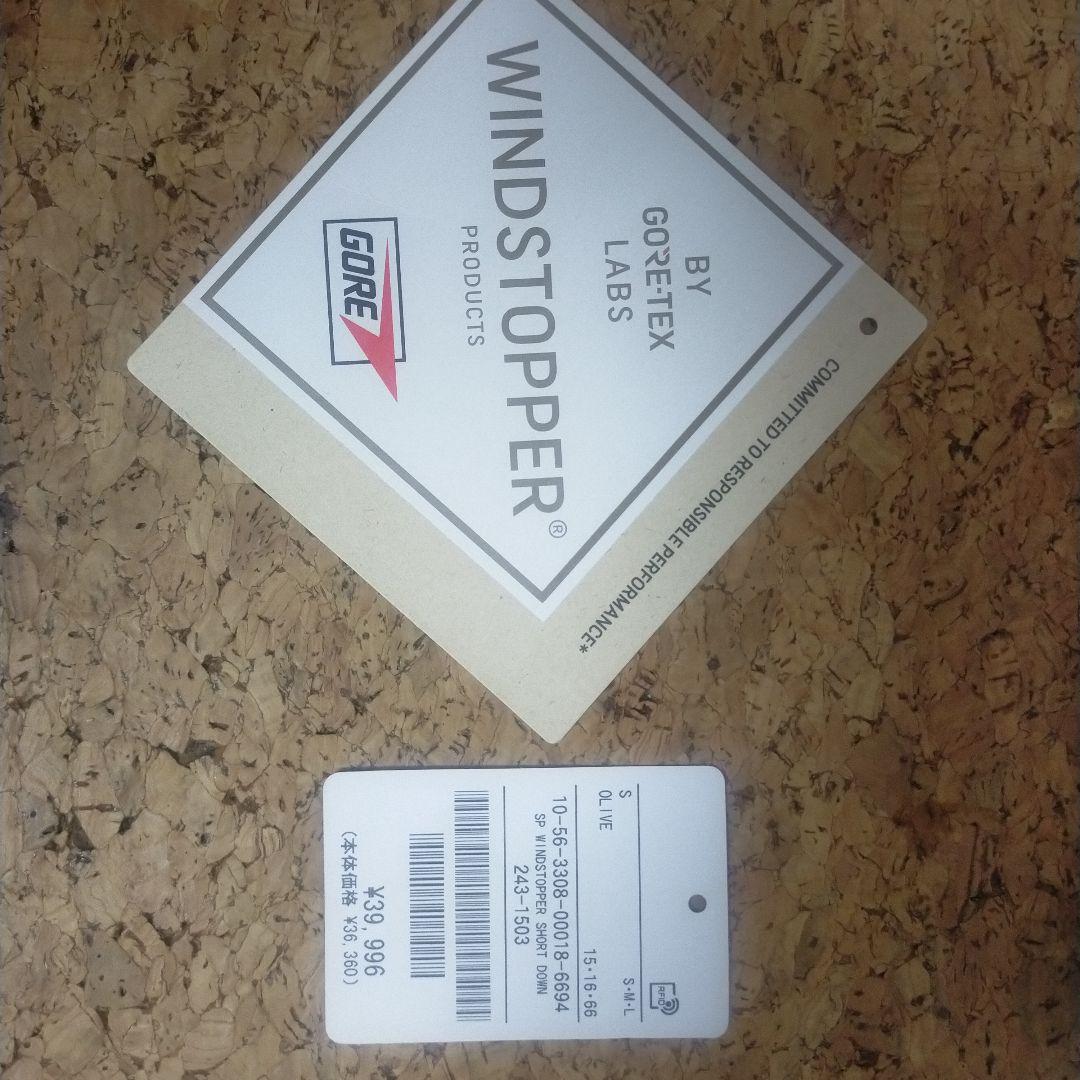 BY
GORE-TEX
LABS
WINDSTOPPER®
PRODUCTS
GORE
COMMITTED TO RESPONSIBLE PERFORMANCE*
RFID
S S・M・L
OLIVE 15・16・66
10-56-3308-00018-6694
SP WINDSTOPPER SHORT DOWN
243-1503
¥39,996
(本体価格 ¥36,360)